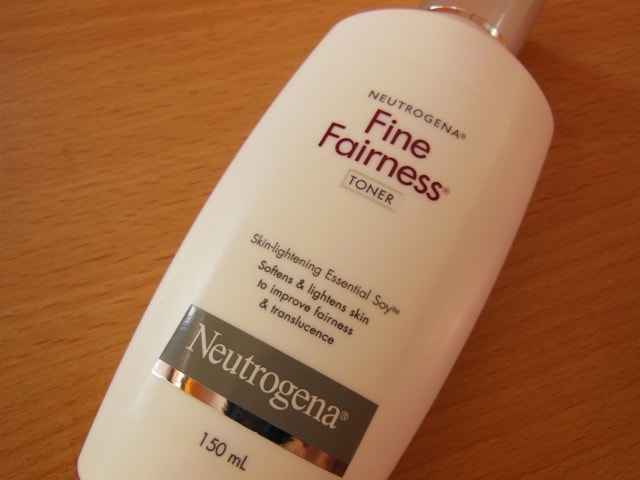 NEUTROGENA®
Fine
Fairness®
TONER
Skin-lightening Essential Soy™
Softens & lightens skin
to improve fairness
& translucence
Neutrogena®
150 mL